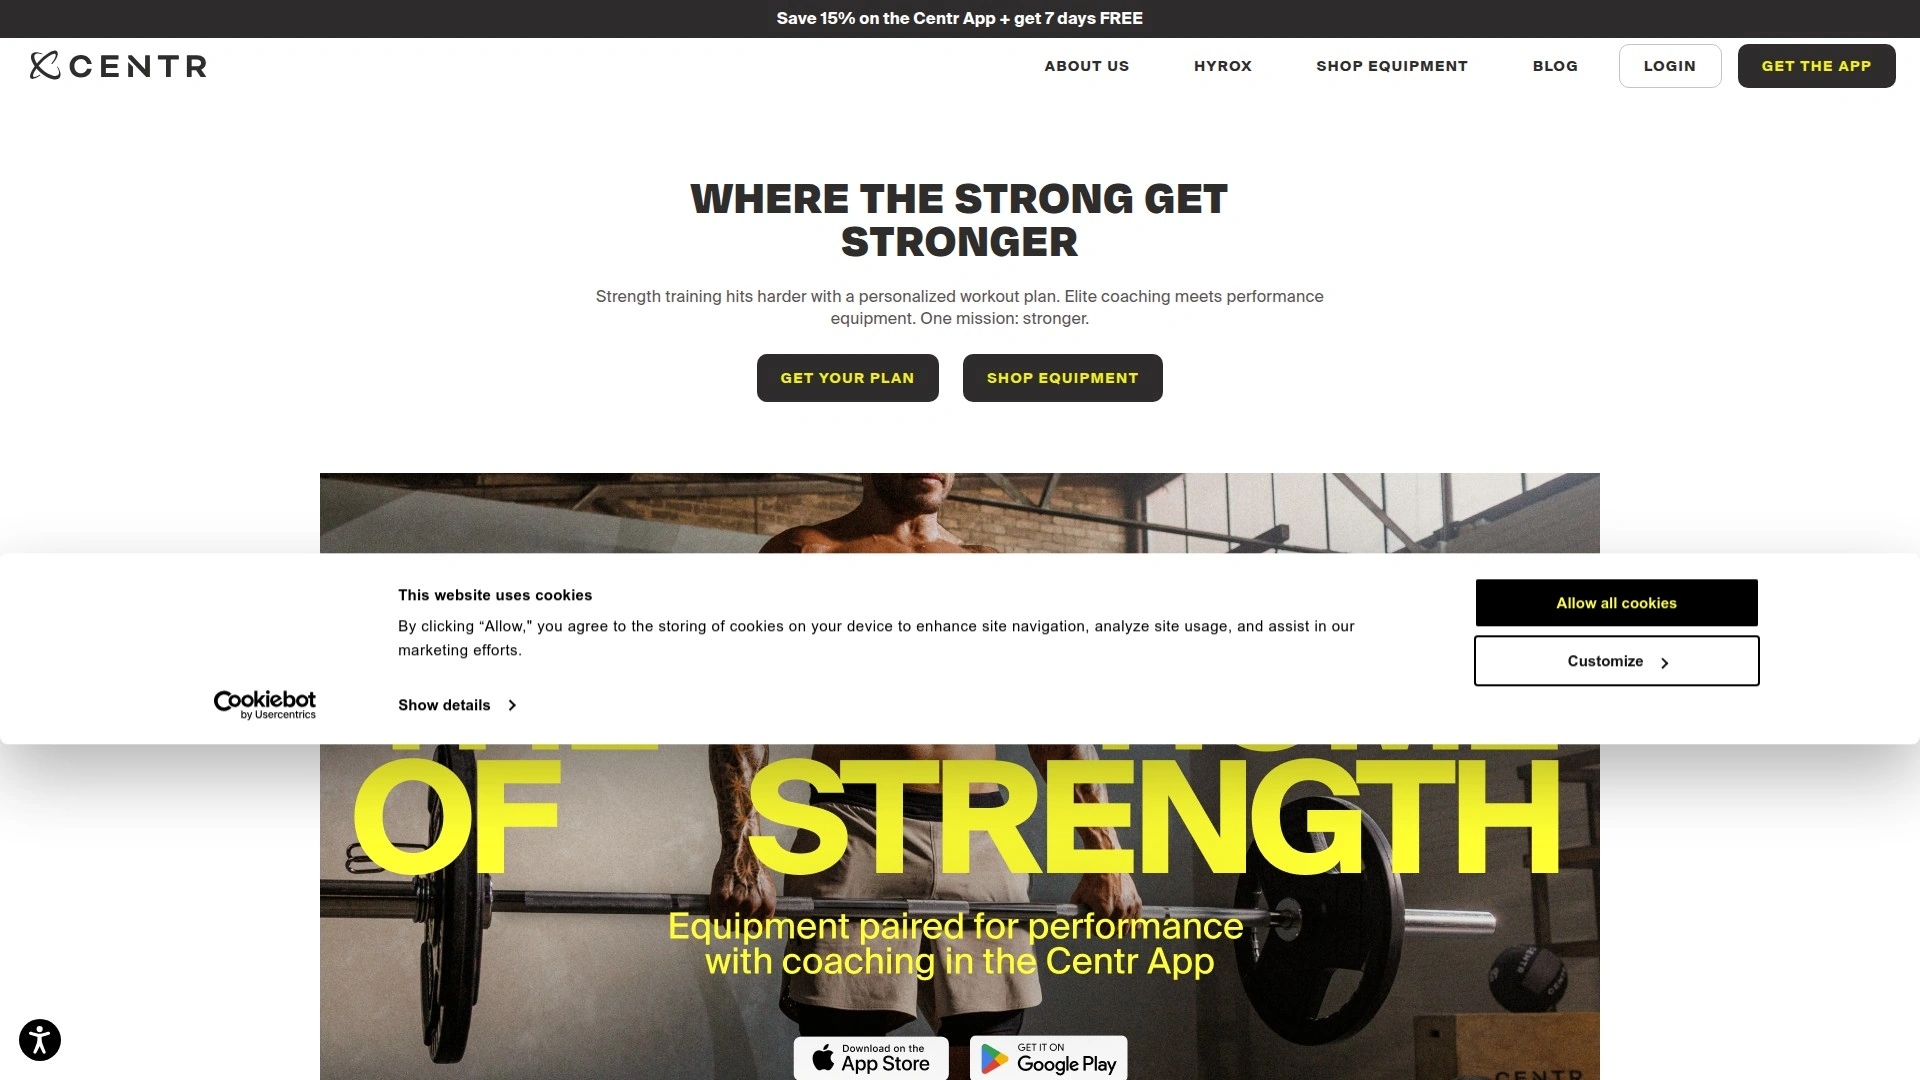 Save 15% on the Centr App + get 7 days FREE
CENTR
ABOUT US
HYROX
SHOP EQUIPMENT
BLOG
LOGIN
GET THE APP
WHERE THE STRONG GET
STRONGER
Strength training hits harder with a personalized workout plan. Elite coaching meets performance
equipment. One mission: stronger.
GET YOUR PLAN
SHOP EQUIPMENT
This website uses cookies
By clicking “Allow," you agree to the storing of cookies on your device to enhance site navigation, analyze site usage, and assist in our
marketing efforts.
Show details
Allow all cookies
Customize
Cookiebot
by Usercentrics
OF STRENGTH
Equipment paired for performance
with coaching in the Centr App
Download on the
App Store
GET IT ON
Google Play
CENTR
CENTR